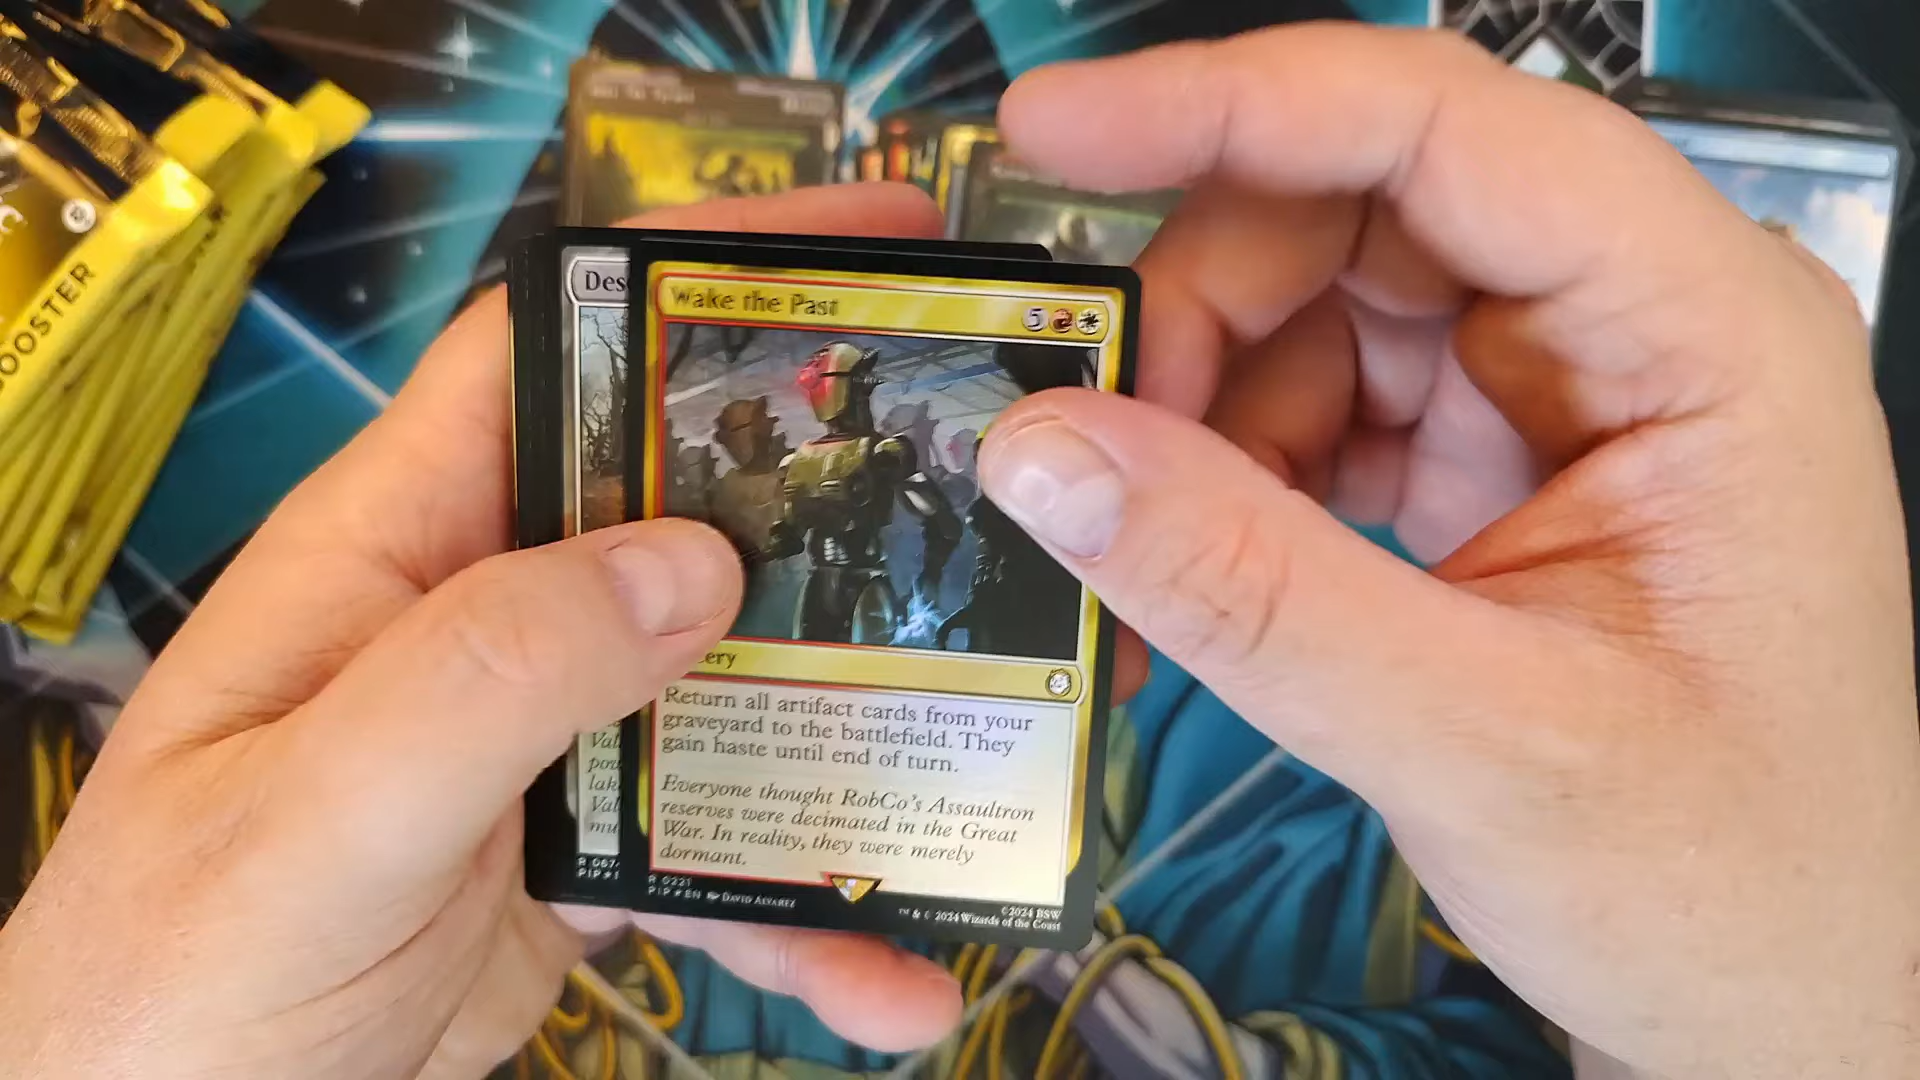 OOSTER
Des
Wake the Past
5
ery
Return all artifact cards from your
graveyard to the battlefield. They
gain haste until end of turn.
Everyone thought RobCo's Assaultron
reserves were decimated in the Great
War. In reality, they were merely
dormant.
R 0221
PIP★EN DAVID ALVAREZ
©2024 BSW
™ & © 2024 Wizards of the Coast
Val
pow
lak
Val
mu
R 067
PIP★